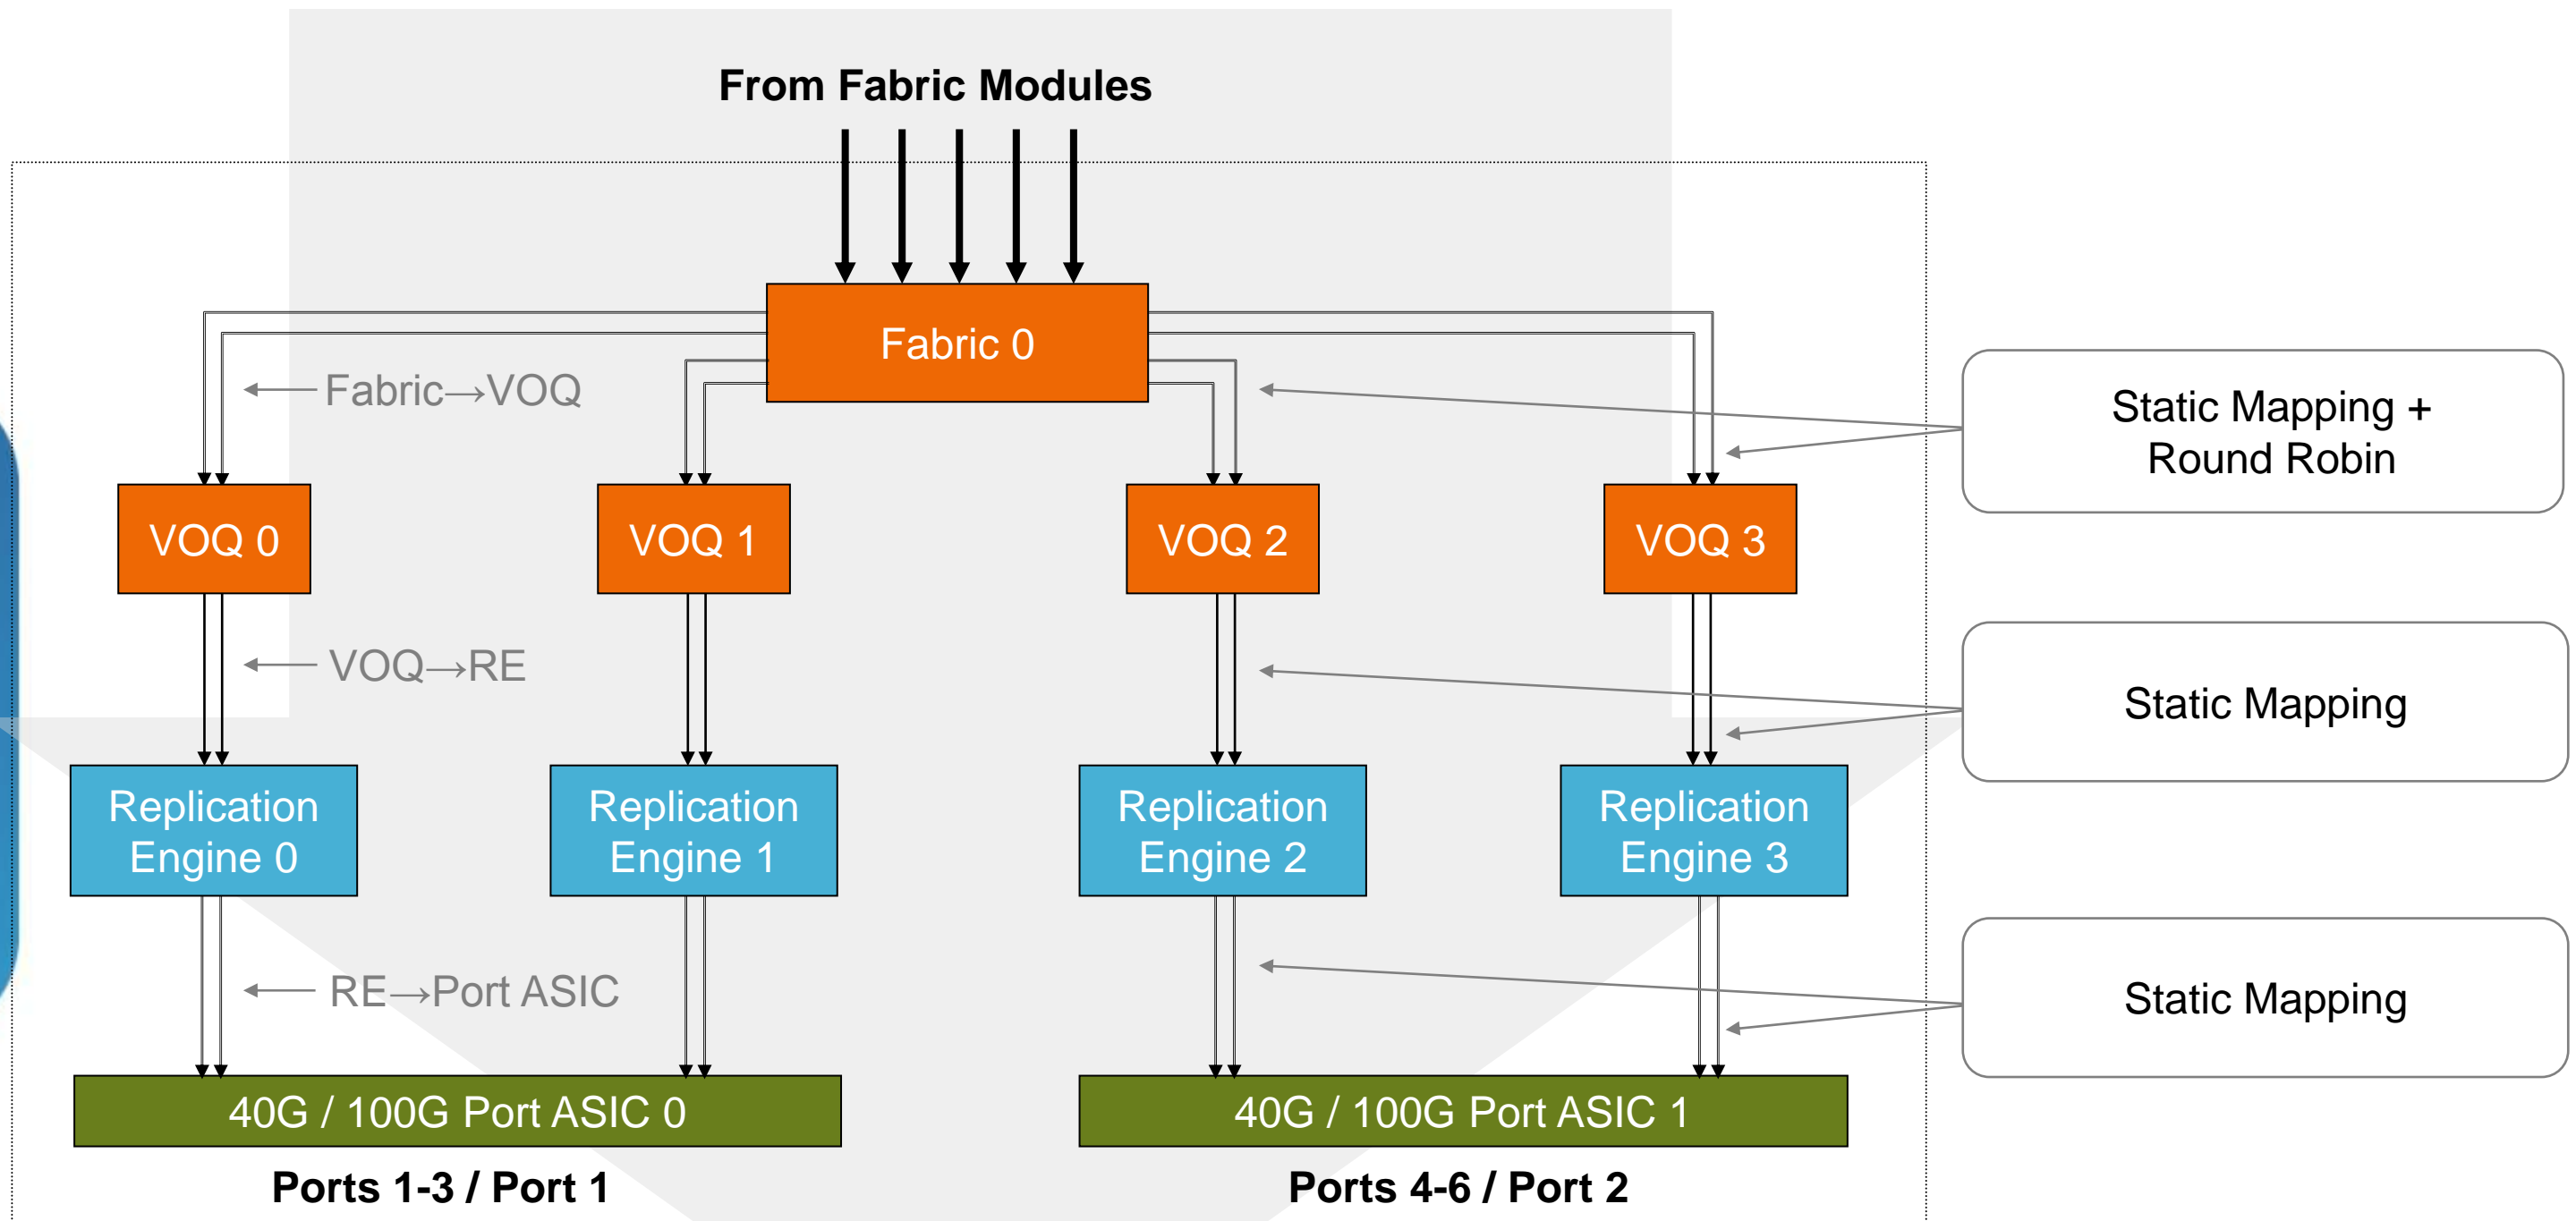 From Fabric Modules
Fabric 0
Fabric→VOQ
Static Mapping +
Round Robin
VOQ 0
VOQ 1
VOQ 2
VOQ 3
VOQ→RE
Static Mapping
Replication
Engine 0
Replication
Engine 1
Replication
Engine 2
Replication
Engine 3
RE→Port ASIC
Static Mapping
40G / 100G Port ASIC 0
40G / 100G Port ASIC 1
Ports 1-3 / Port 1
Ports 4-6 / Port 2